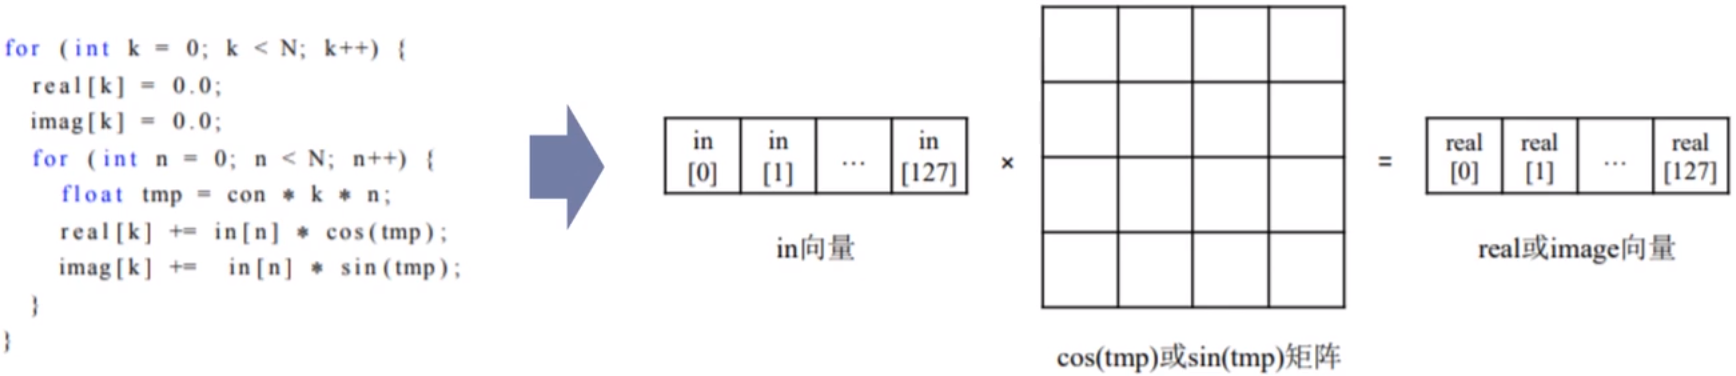 for (int k = 0; k < N; k++) {
real[k] = 0.0;
imag[k] = 0.0;
for (int n = 0; n < N; n++) {
float tmp = con * k * n;
real[k] += in[n] * cos(tmp);
imag[k] += in[n] * sin(tmp);
}
}
in [0]
in [1]
...
in [127]
in向量
×
cos(tmp)或sin(tmp)矩阵
=
real [0]
real [1]
...
real [127]
real或image向量